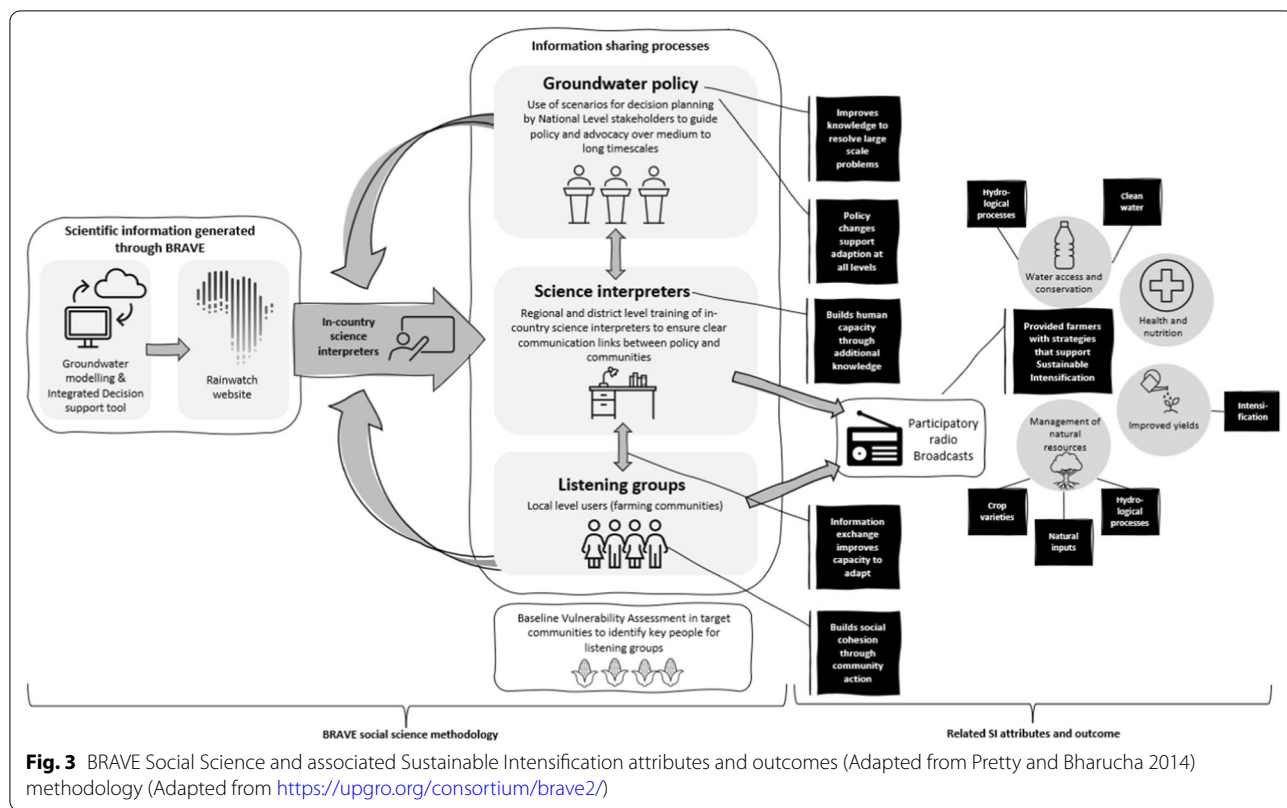 Information sharing processes
Groundwater policy
Use of scenarios for decision planning
by National Level stakeholders to guide
policy and advocacy over medium to
long timescales
Scientific information generated
through BRAVE
Groundwater
modelling &
Integrated Decision
support tool
Rainwatch
website
In-country
science
interpreters
Science interpreters
Regional and district level training of in-
country science interpreters to ensure clear
communication links between policy and
communities
Listening groups
Local level users (farming communities)
Baseline Vulnerability Assessment in target
communities to identify key people for
listening groups
Improves
knowledge to
resolve large
scale
problems
Policy
changes
support
adaption at
all levels
Builds human
capacity
through
additional
knowledge
Participatory
radio
Broadcasts
Information
exchange
improves
capacity to
adapt
Builds social
cohesion
through
community
action
Hydro-
logical
processes
Clean
water
Water access and
conservation
Health and
nutrition
Provided farmers
with strategies
that support
Sustainable
Intensification
Improved yields
Intensi-
fication
Management of
natural
resources
Crop
varieties
Natural
inputs
Hydro-
logical
processes
BRAVE social science methodology
Related SI attributes and outcome
Fig. 3 BRAVE Social Science and associated Sustainable Intensification attributes and outcomes (Adapted from Pretty and Bharucha 2014)
methodology (Adapted from https://upgro.org/consortium/brave2/)